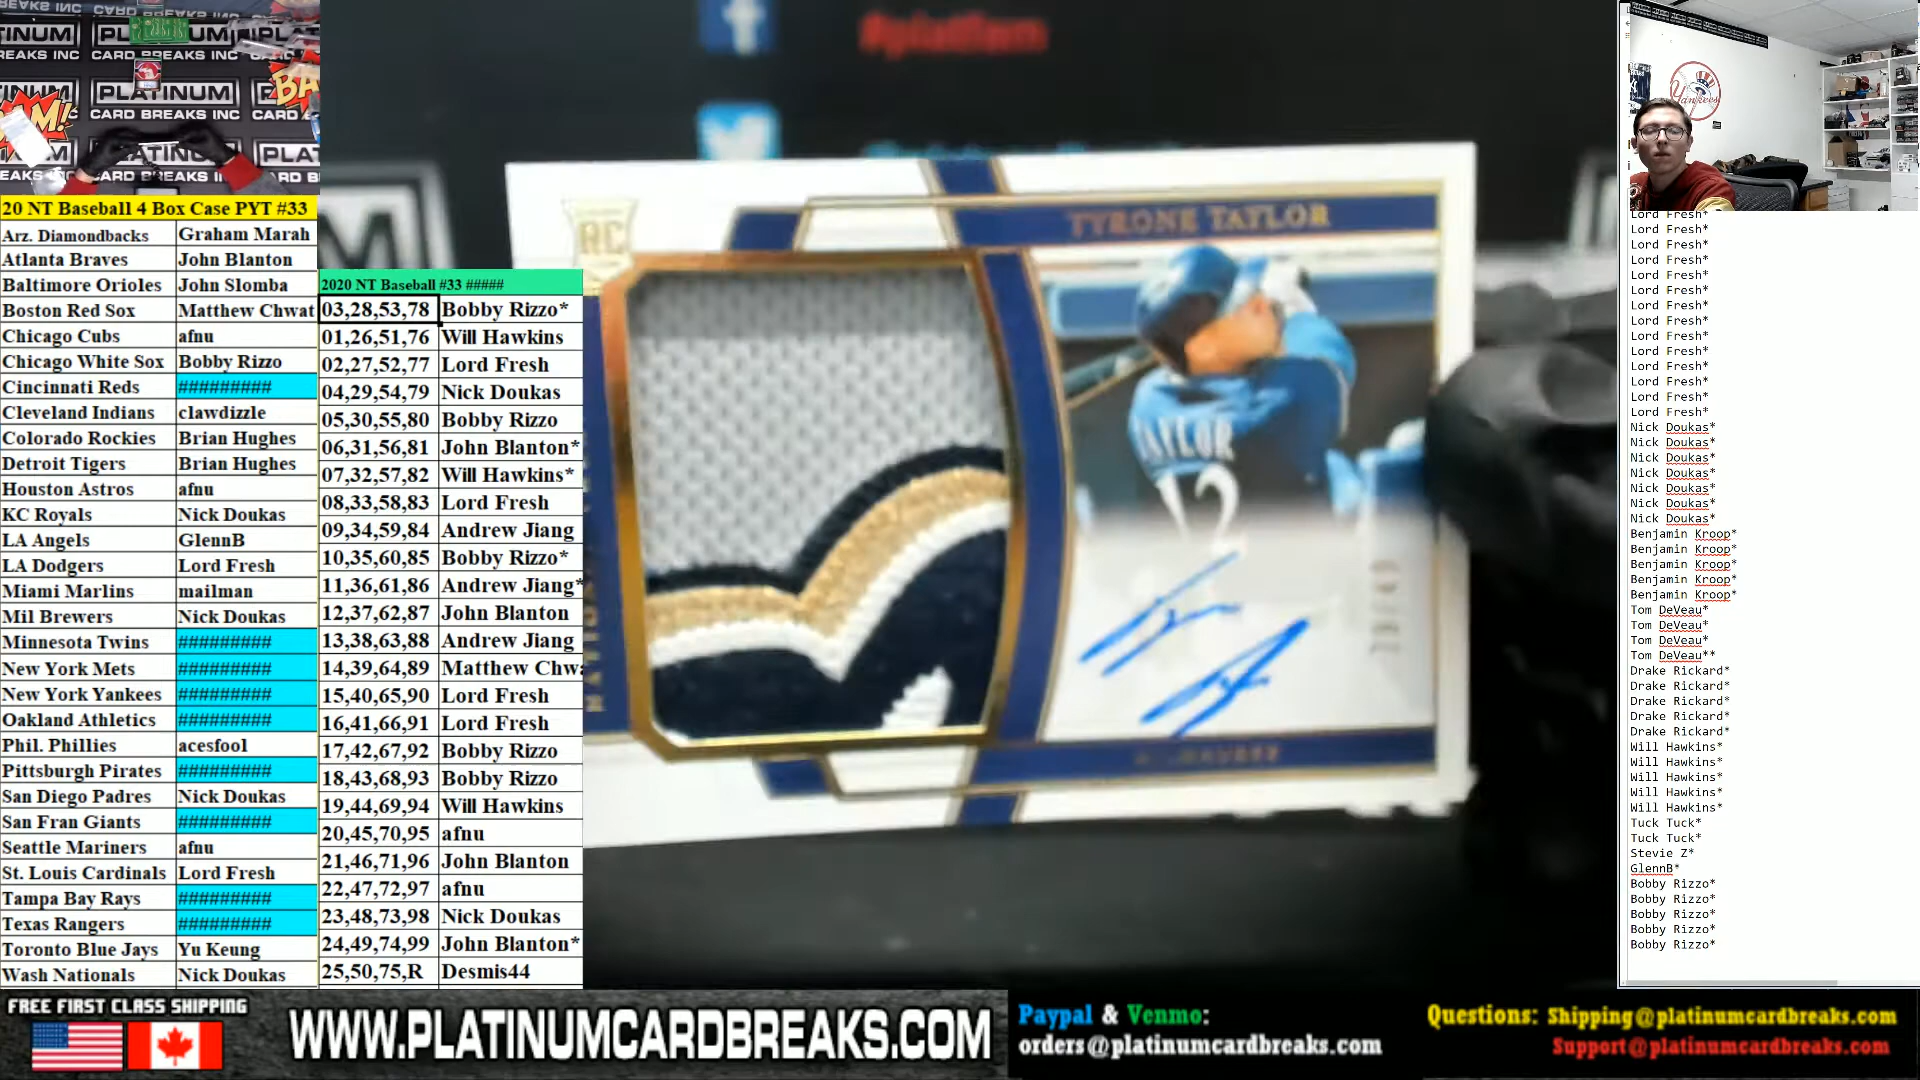 20 NT Baseball 4 Box Case PYT #33
Arz. Diamondbacks Graham Marah
Atlanta Braves John Blanton
Baltimore Orioles John Slomba
Boston Red Sox Matthew Chwat
Chicago Cubs afnu
Chicago White Sox Bobby Rizzo
Cincinnati Reds #########
Cleveland Indians clawdizzle
Colorado Rockies Brian Hughes
Detroit Tigers Brian Hughes
Houston Astros afnu
KC Royals Nick Doukas
LA Angels GlennB
LA Dodgers Lord Fresh
Miami Marlins mailman
Mil Brewers Nick Doukas
Minnesota Twins #########
New York Mets #########
New York Yankees #########
Oakland Athletics #########
Phil. Phillies acesfool
Pittsburgh Pirates #########
San Diego Padres Nick Doukas
San Fran Giants #########
Seattle Mariners afnu
St. Louis Cardinals Lord Fresh
Tampa Bay Rays #########
Texas Rangers #########
Toronto Blue Jays Yu Keung
Wash Nationals Nick Doukas
2020 NT Baseball #33 #####
03,28,53,78 Bobby Rizzo*
01,26,51,76 Will Hawkins
02,27,52,77 Lord Fresh
04,29,54,79 Nick Doukas
05,30,55,80 Bobby Rizzo
06,31,56,81 John Blanton*
07,32,57,82 Will Hawkins*
08,33,58,83 Lord Fresh
09,34,59,84 Andrew Jiang
10,35,60,85 Bobby Rizzo*
11,36,61,86 Andrew Jiang*
12,37,62,87 John Blanton
13,38,63,88 Andrew Jiang
14,39,64,89 Matthew Chwa
15,40,65,90 Lord Fresh
16,41,66,91 Lord Fresh
17,42,67,92 Bobby Rizzo
18,43,68,93 Bobby Rizzo
19,44,69,94 Will Hawkins
20,45,70,95 afnu
21,46,71,96 John Blanton
22,47,72,97 afnu
23,48,73,98 Nick Doukas
24,49,74,99 John Blanton*
25,50,75,R Desmis44
PLATINUM
CARD BREAKS INC
RC
TYRONE TAYLOR
TAYLOR
12
Yankees
Lord Fresh*
Lord Fresh*
Lord Fresh*
Lord Fresh*
Lord Fresh*
Lord Fresh*
Lord Fresh*
Lord Fresh*
Lord Fresh*
Lord Fresh*
Lord Fresh*
Lord Fresh*
Lord Fresh*
Lord Fresh*
Nick Doukas*
Nick Doukas*
Nick Doukas*
Nick Doukas*
Nick Doukas*
Nick Doukas*
Nick Doukas*
Benjamin Kroop*
Benjamin Kroop*
Benjamin Kroop*
Benjamin Kroop*
Benjamin Kroop*
Tom DeVeau*
Tom DeVeau*
Tom DeVeau*
Tom DeVeau**
Drake Rickard*
Drake Rickard*
Drake Rickard*
Drake Rickard*
Drake Rickard*
Will Hawkins*
Will Hawkins*
Will Hawkins*
Will Hawkins*
Will Hawkins*
Tuck Tuck*
Tuck Tuck*
Stevie Z*
GlennB*
Bobby Rizzo*
Bobby Rizzo*
Bobby Rizzo*
Bobby Rizzo*
Bobby Rizzo*
FREE FIRST CLASS SHIPPING
WWW.PLATINUMCARDBREAKS.COM
Paypal & Venmo:
orders@platinumcardbreaks.com
Questions: Shipping@platinumcardbreaks.com
Support@platinumcardbreaks.com